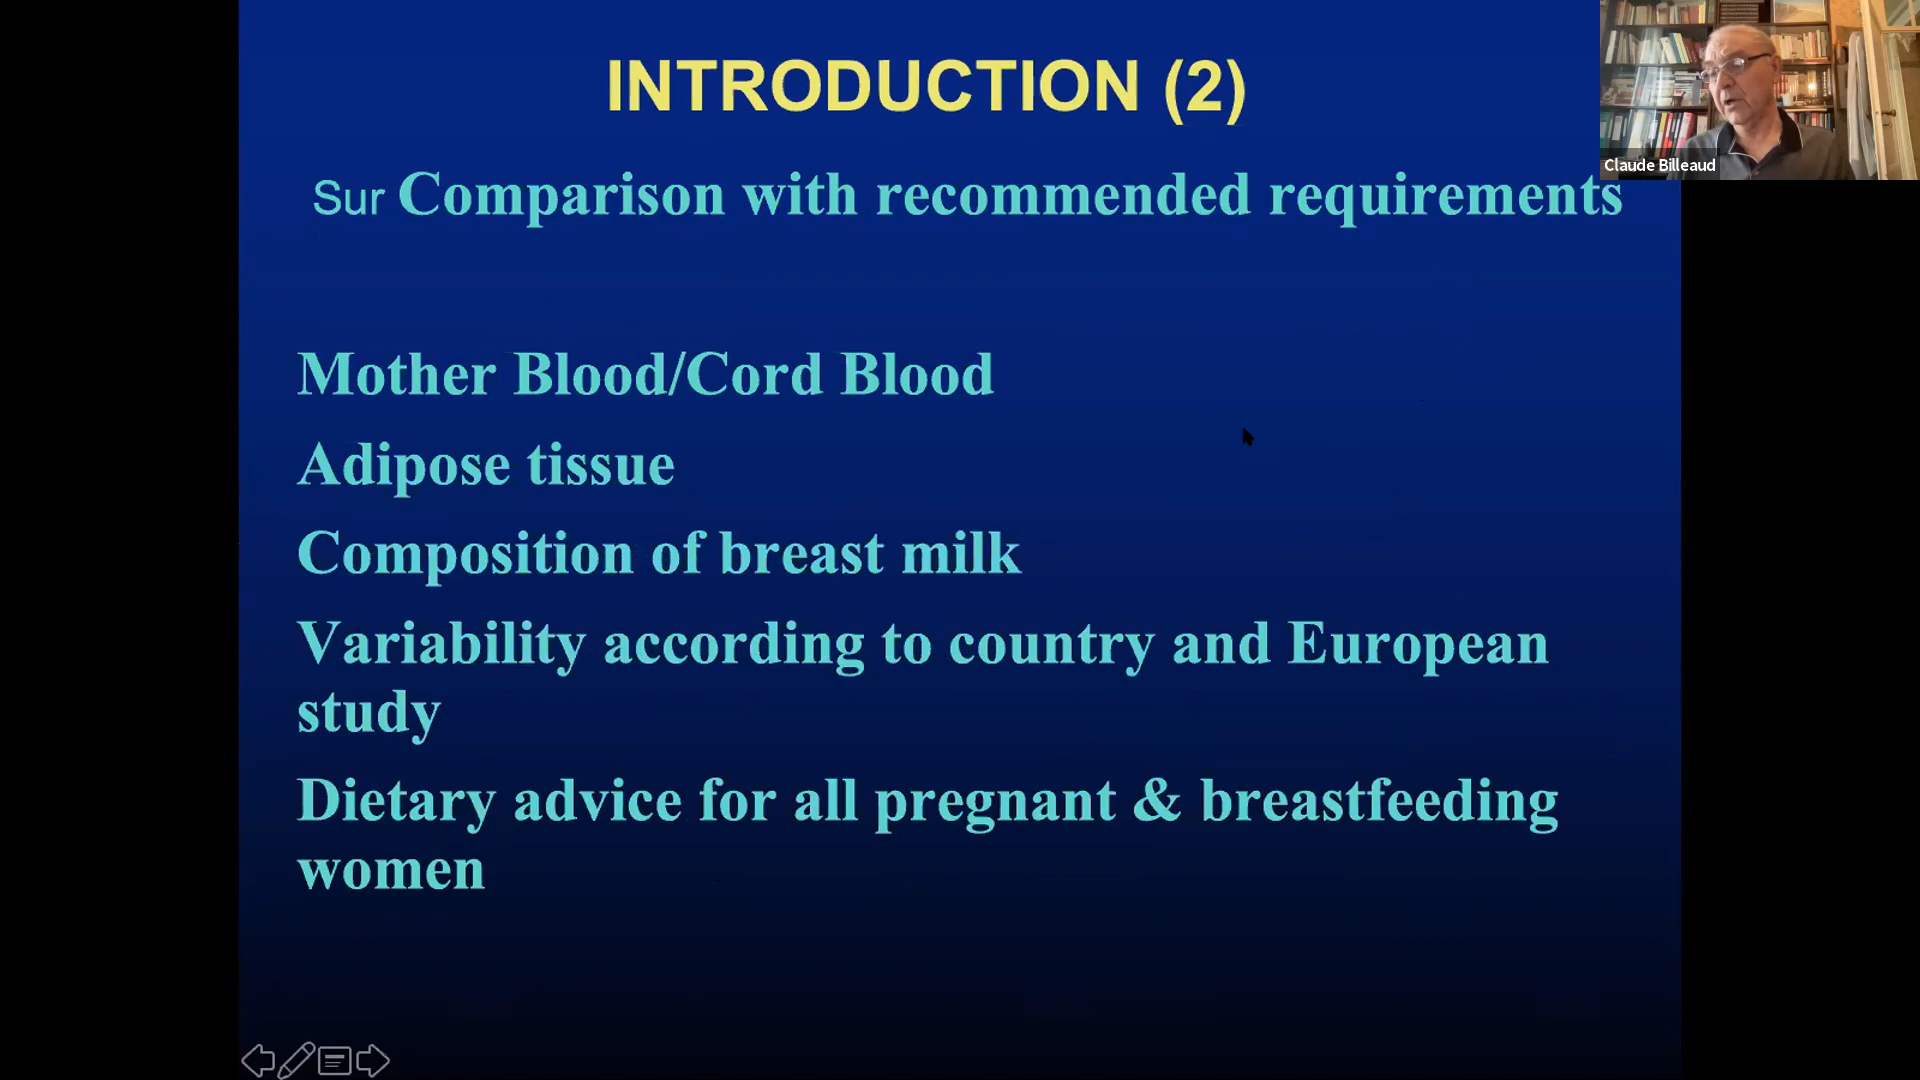 INTRODUCTION (2)
Claude Billeaud
Sur Comparison with recommended requirements
Mother Blood/Cord Blood
Adipose tissue
Composition of breast milk
Variability according to country and European
study
Dietary advice for all pregnant & breastfeeding
women